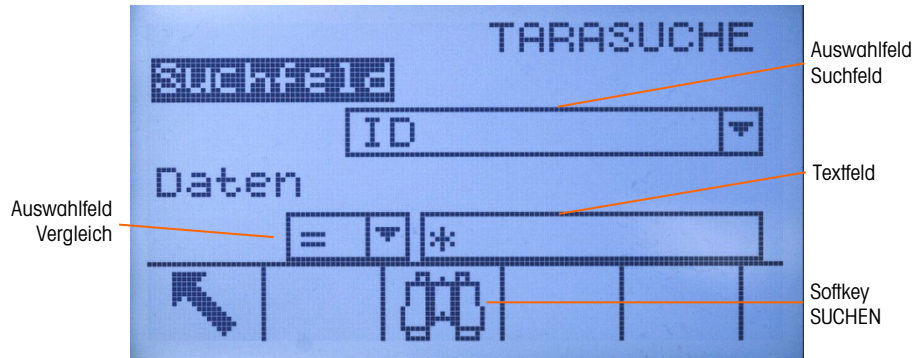 TARASUCHE
Suchfeld
ID
Daten
= *
Auswahlfeld
Suchfeld
Textfeld
Auswahlfeld
Vergleich
Softkey
SUCHEN